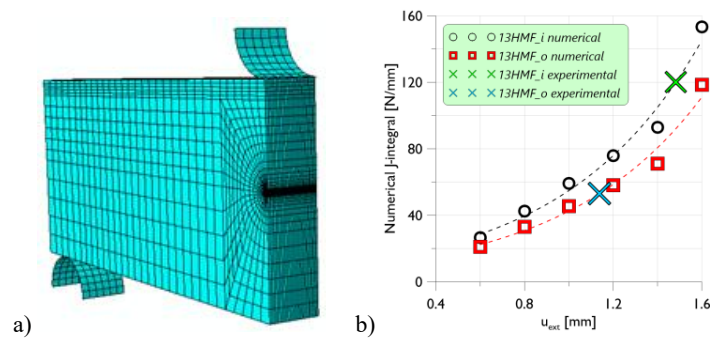 a)
b)
Numerical J-integral [N/mm]
160
120
80
40
0
13HMF_i numerical
13HMF_o numerical
13HMF_i experimental
13HMF_o experimental
0.4 0.8 1.2 1.6
u_ext [mm]